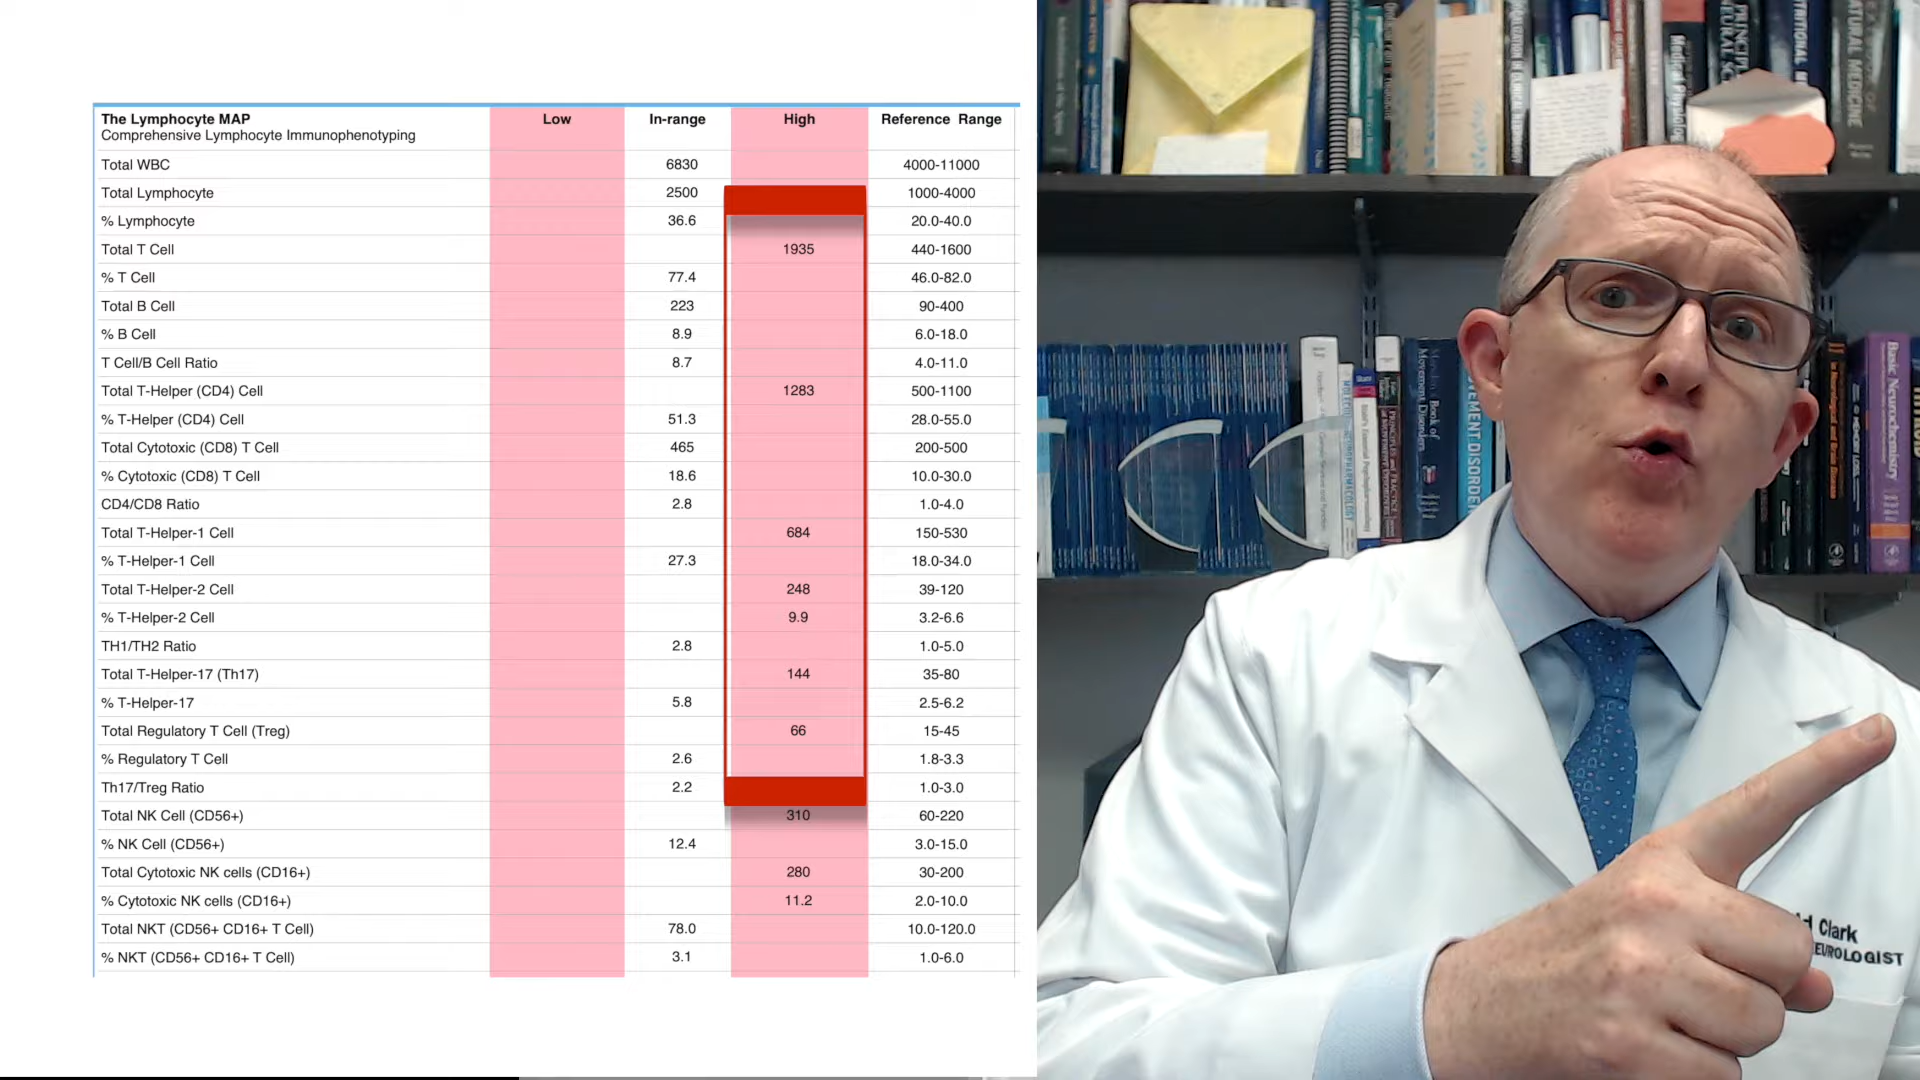 The Lymphocyte MAP Low In-range High Reference Range
Comprehensive Lymphocyte Immunophenotyping
Total WBC 6830 4000-11000
Total Lymphocyte 2500 1000-4000
% Lymphocyte 36.6 20.0-40.0
Total T Cell 1935 440-1600
% T Cell 77.4 46.0-82.0
Total B Cell 223 90-400
% B Cell 8.9 6.0-18.0
T Cell/B Cell Ratio 8.7 4.0-11.0
Total T-Helper (CD4) Cell 1283 500-1100
% T-Helper (CD4) Cell 51.3 28.0-55.0
Total Cytotoxic (CD8) T Cell 465 200-500
% Cytotoxic (CD8) T Cell 18.6 10.0-30.0
CD4/CD8 Ratio 2.8 1.0-4.0
Total T-Helper-1 Cell 684 150-530
% T-Helper-1 Cell 27.3 18.0-34.0
Total T-Helper-2 Cell 248 39-120
% T-Helper-2 Cell 9.9 3.2-6.6
TH1/TH2 Ratio 2.8 1.0-5.0
Total T-Helper-17 (Th17) 144 35-80
% T-Helper-17 5.8 2.5-6.2
Total Regulatory T Cell (Treg) 66 15-45
% Regulatory T Cell 2.6 1.8-3.3
Th17/Treg Ratio 2.2 1.0-3.0
Total NK Cell (CD56+) 310 60-220
% NK Cell (CD56+) 12.4 3.0-15.0
Total Cytotoxic NK cells (CD16+) 280 30-200
% Cytotoxic NK cells (CD16+) 11.2 2.0-10.0
Total NKT (CD56+ CD16+ T Cell) 78.0 10.0-120.0
% NKT (CD56+ CD16+ T Cell) 3.1 1.0-6.0
Movement Disorders
Book of
Basic Neurochemistry
Clark
EUROLOGIST